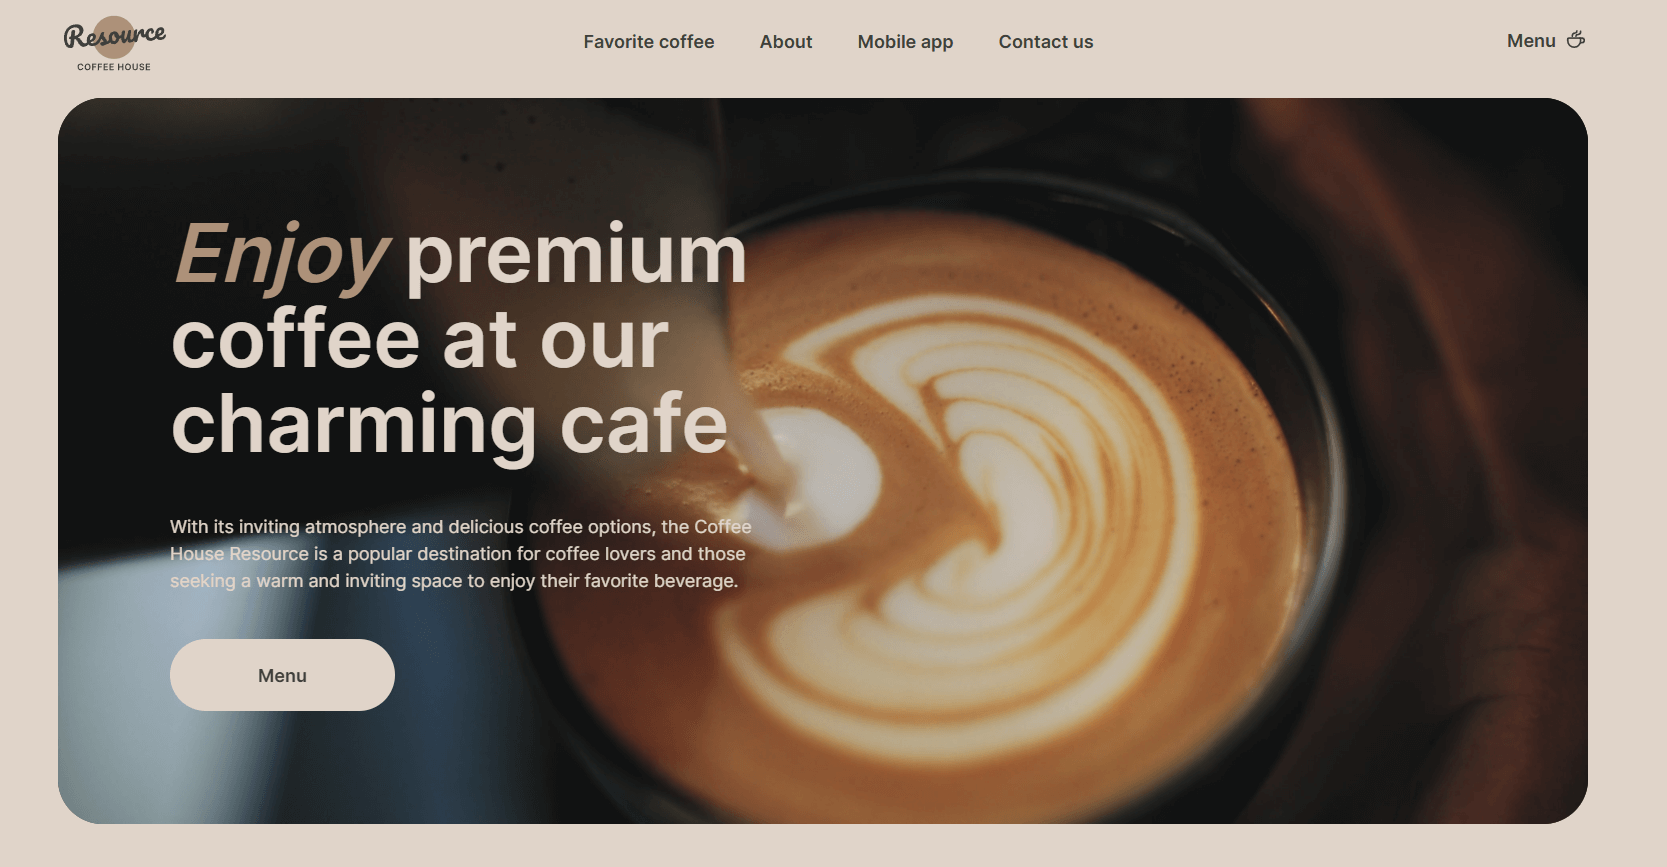 Resource
COFFEE HOUSE
Favorite coffee
About
Mobile app
Contact us
Menu
Enjoy premium
coffee at our
charming cafe
With its inviting atmosphere and delicious coffee options, the Coffee
House Resource is a popular destination for coffee lovers and those
seeking a warm and inviting space to enjoy their favorite beverage.
Menu